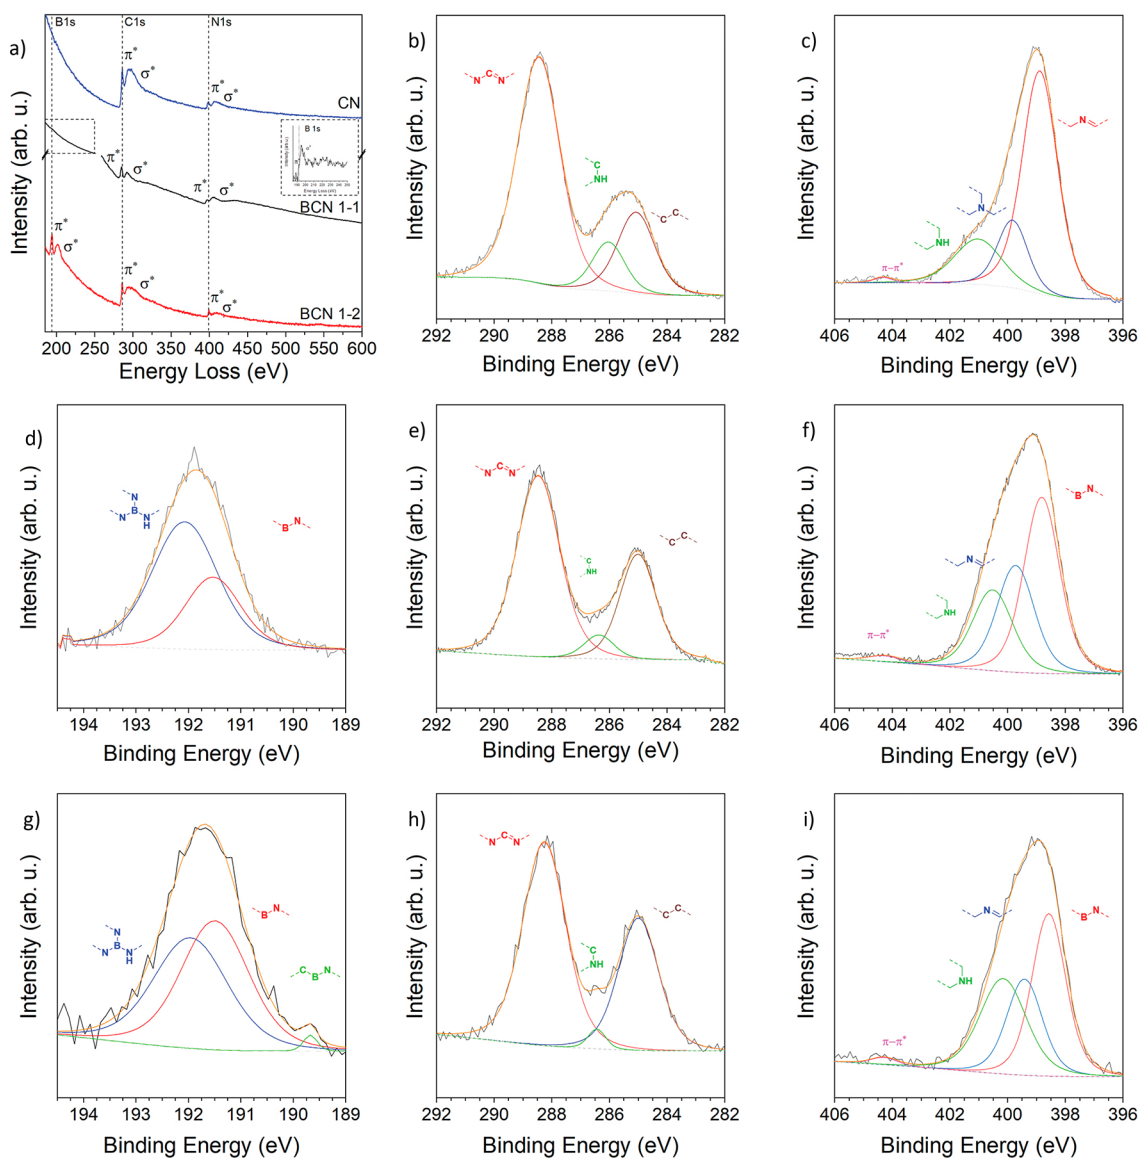 a)
B1s
C1s
N1s
π*
σ*
π*
σ*
CN
B 1s
π*
σ*
Intensity (arb.u.)
Energy Loss (eV)
π*
σ*
π*
σ*
BCN 1-1
π*
σ*
π*
σ*
π*
σ*
BCN 1-2
Intensity (arb. u.)
200 250 300 350 400 450 500 550 600
Energy Loss (eV)
b)
N C N
C
NH
C C
Intensity (arb. u.)
292 290 288 286 284 282
Binding Energy (eV)
c)
N
N
NH
π-π*
Intensity (arb. u.)
406 404 402 400 398 396
Binding Energy (eV)
d)
N
B
N N
H
B N
Intensity (arb. u.)
194 193 192 191 190 189
Binding Energy (eV)
e)
N C N
C
NH
C C
Intensity (arb. u.)
292 290 288 286 284 282
Binding Energy (eV)
f)
B N
N
NH
π-π*
Intensity (arb. u.)
406 404 402 400 398 396
Binding Energy (eV)
g)
N
B
N N
H
B N
C B N
Intensity (arb. u.)
194 193 192 191 190 189
Binding Energy (eV)
h)
N C N
C
NH
C C
Intensity (arb. u.)
292 290 288 286 284 282
Binding Energy (eV)
i)
N
B N
NH
π-π*
Intensity (arb. u.)
406 404 402 400 398 396
Binding Energy (eV)